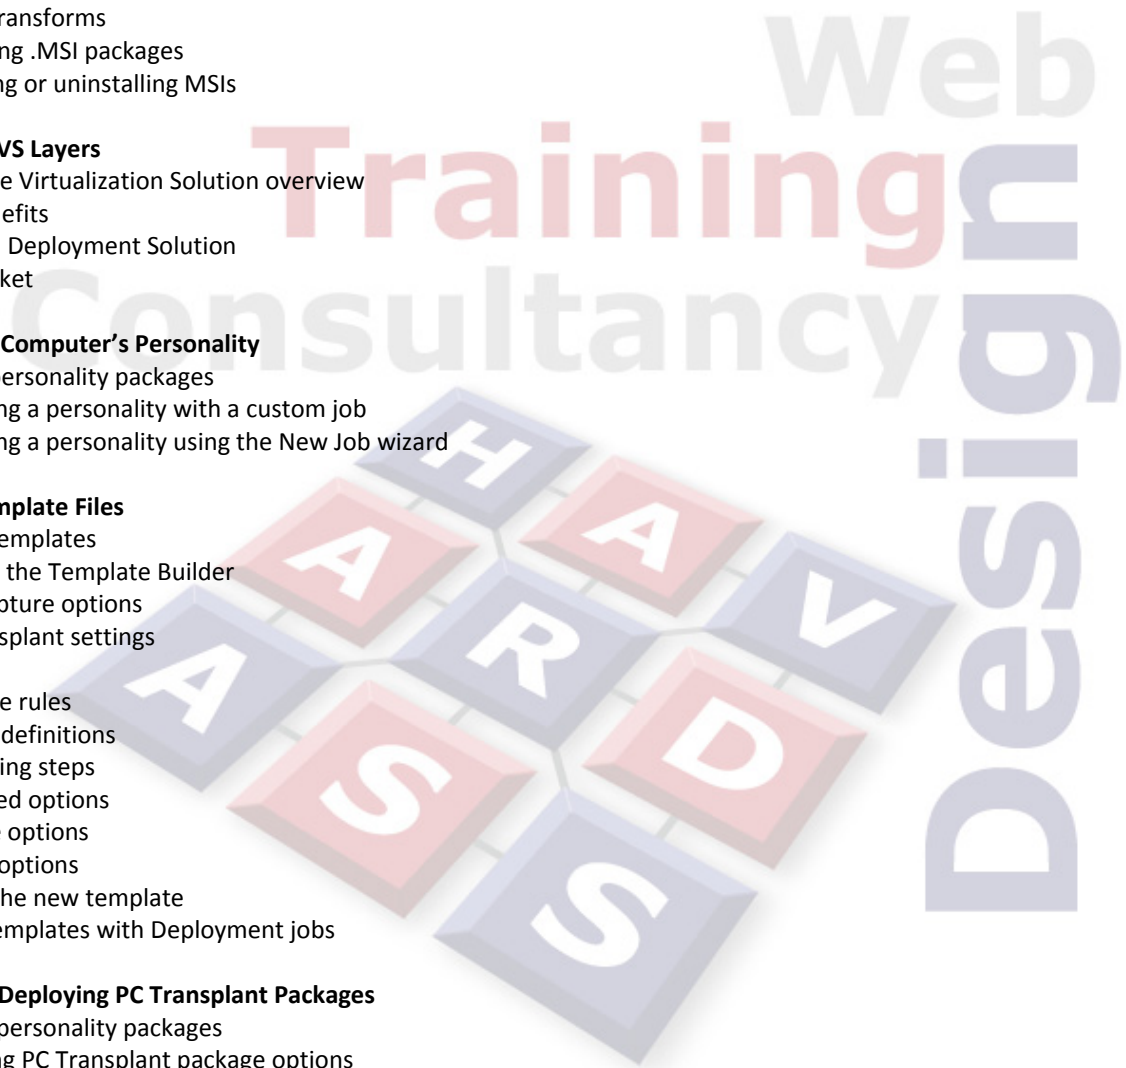 ransforms
ng .MSI packages
ng or uninstalling MSIs
VS Layers
e Virtualization Solution overview
efits
Deployment Solution
ket
Computer's Personality
personality packages
ng a personality with a custom job
ng a personality using the New Job wizard
mplate Files
emplates
the Template Builder
pture options
splant settings
e rules
definitions
ing steps
ed options
e options
options
he new template
emplates with Deployment jobs
Deploying PC Transplant Packages
personality packages
ng PC Transplant package options
Web
Training
Consultancy
Design
H
A A V
A R D
S S